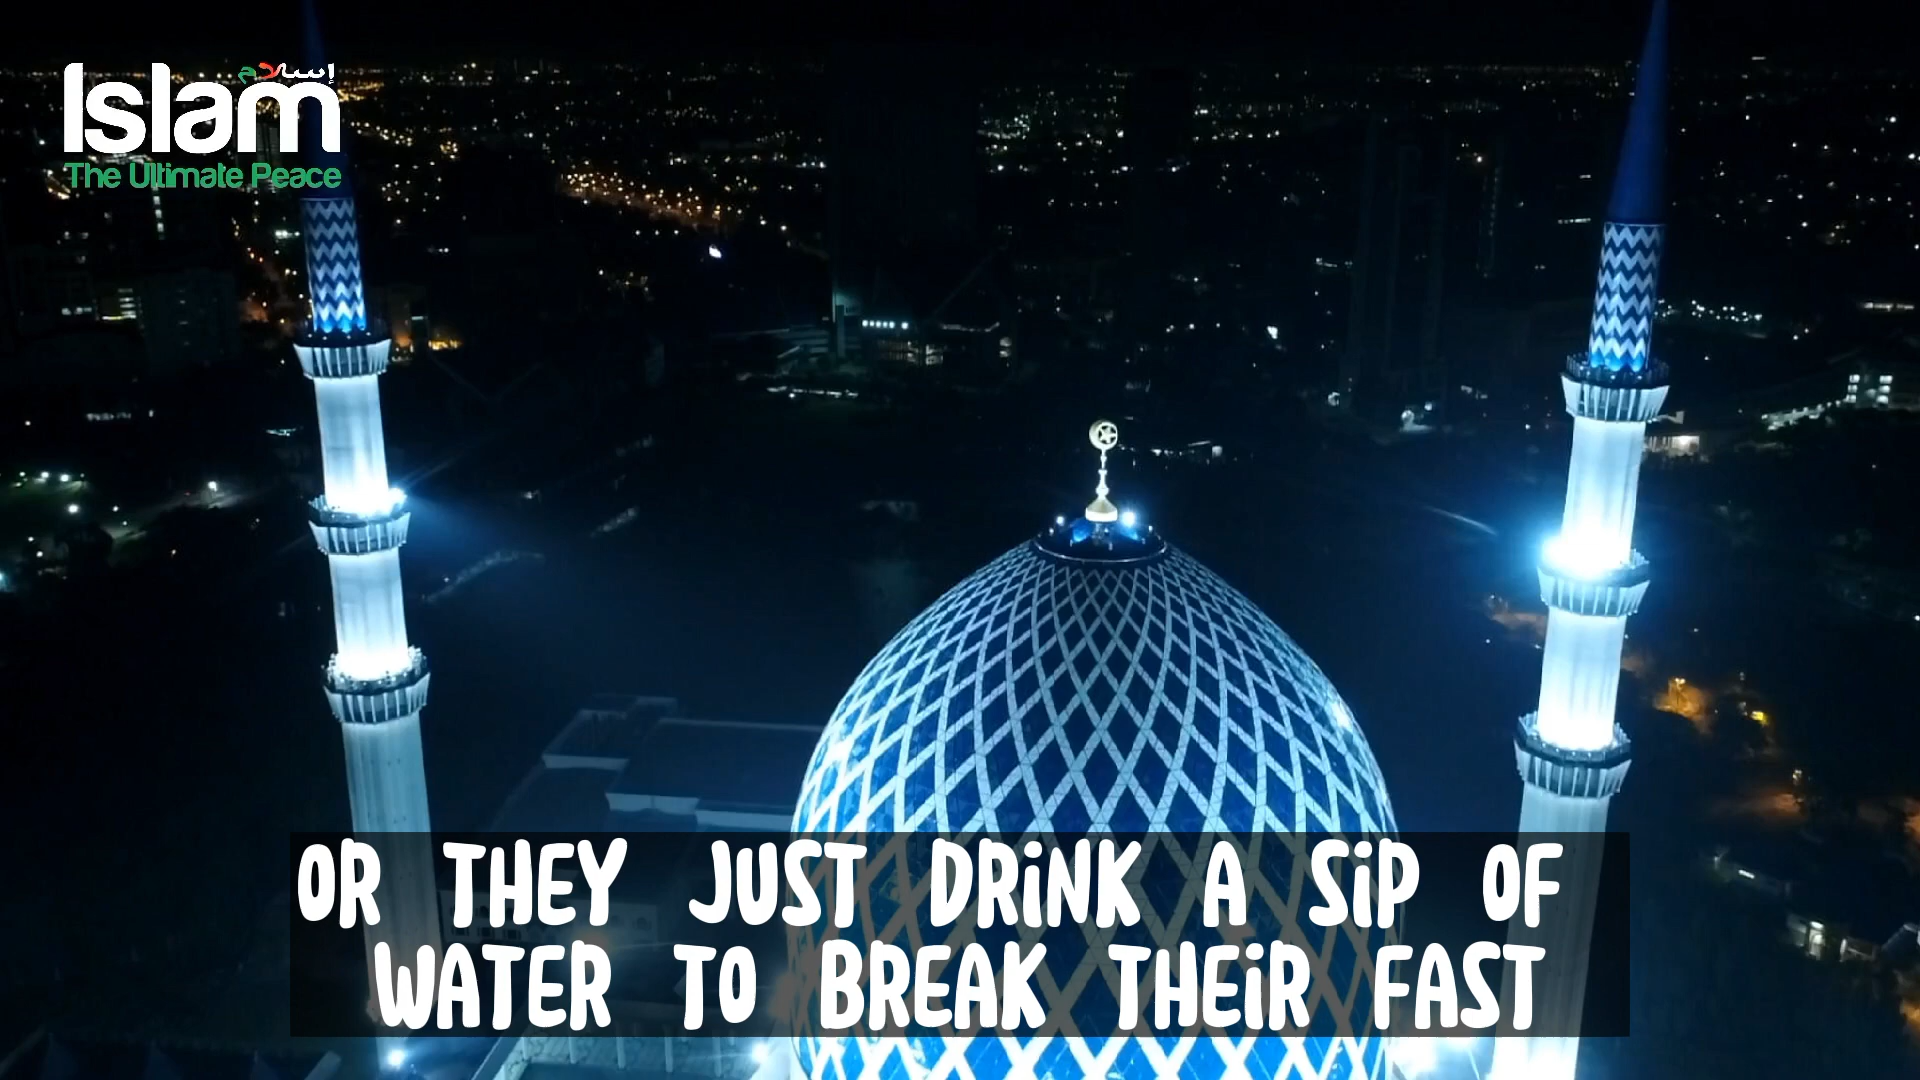 إسلام
Islam
The Ultimate Peace
OR THEY JUST DRINK A SIP OF
WATER TO BREAK THEIR FAST